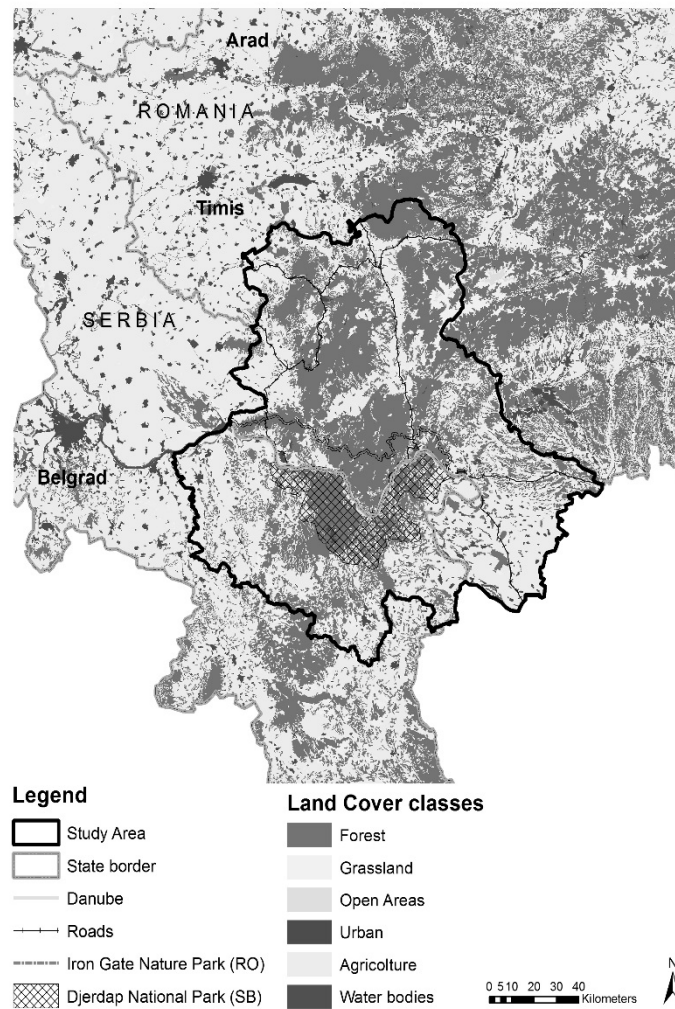 Arad
ROMANIA
Timis
SERBIA
Belgrad
Legend
Study Area
State border
Danube
Roads
Iron Gate Nature Park (RO)
Djerdap National Park (SB)
Land Cover classes
Forest
Grassland
Open Areas
Urban
Agricolture
Water bodies
0 5 10 20 30 40
Kilometers
N